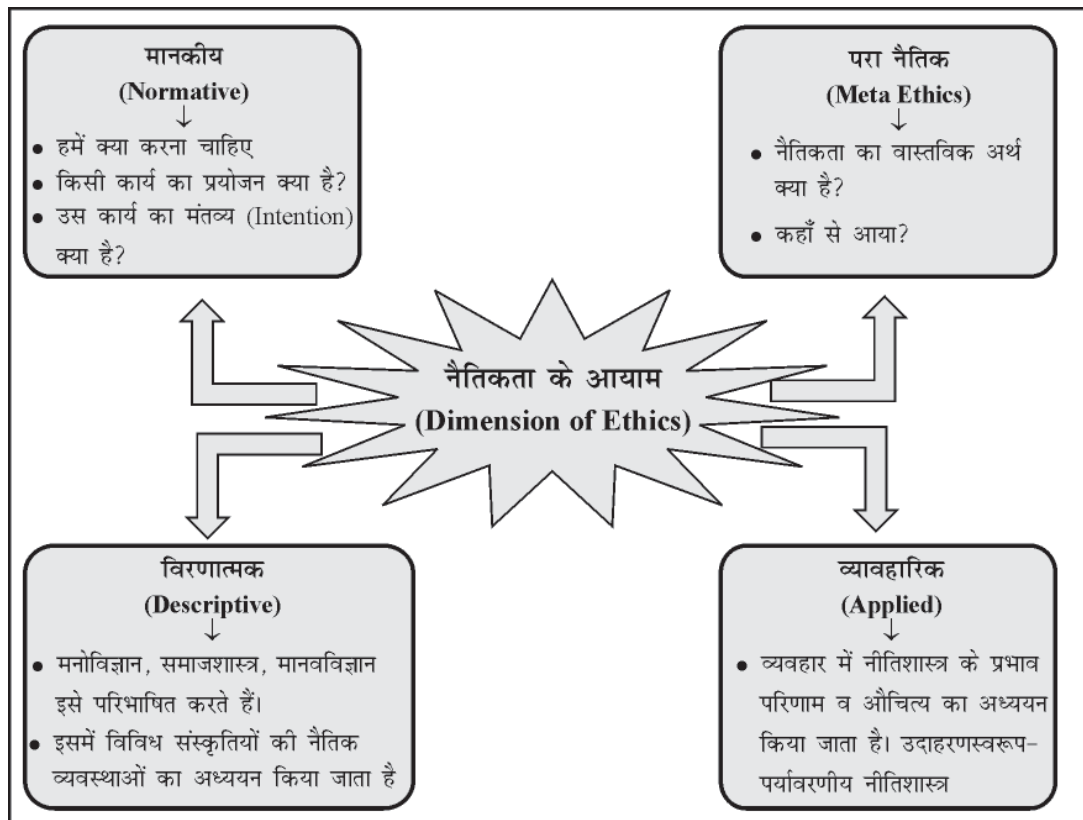 मानकीय
(Normative)
↓
• हमें क्या करना चाहिए
• किसी कार्य का प्रयोजन क्या है?
• उस कार्य का मंतव्य (Intention)
क्या है?
परा नैतिक
(Meta Ethics)
↓
• नैतिकता का वास्तविक अर्थ
क्या है?
• कहाँ से आया?
नैतिकता के आयाम
(Dimension of Ethics)
विरणात्मक
(Descriptive)
↓
• मनोविज्ञान, समाजशास्त्र, मानवविज्ञान
इसे परिभाषित करते हैं।
• इसमें विविध संस्कृतियों की नैतिक
व्यवस्थाओं का अध्ययन किया जाता है
व्यावहारिक
(Applied)
↓
• व्यवहार में नीतिशास्त्र के प्रभाव
परिणाम व औचित्य का अध्ययन
किया जाता है। उदाहरणस्वरूप-
पर्यावरणीय नीतिशास्त्र